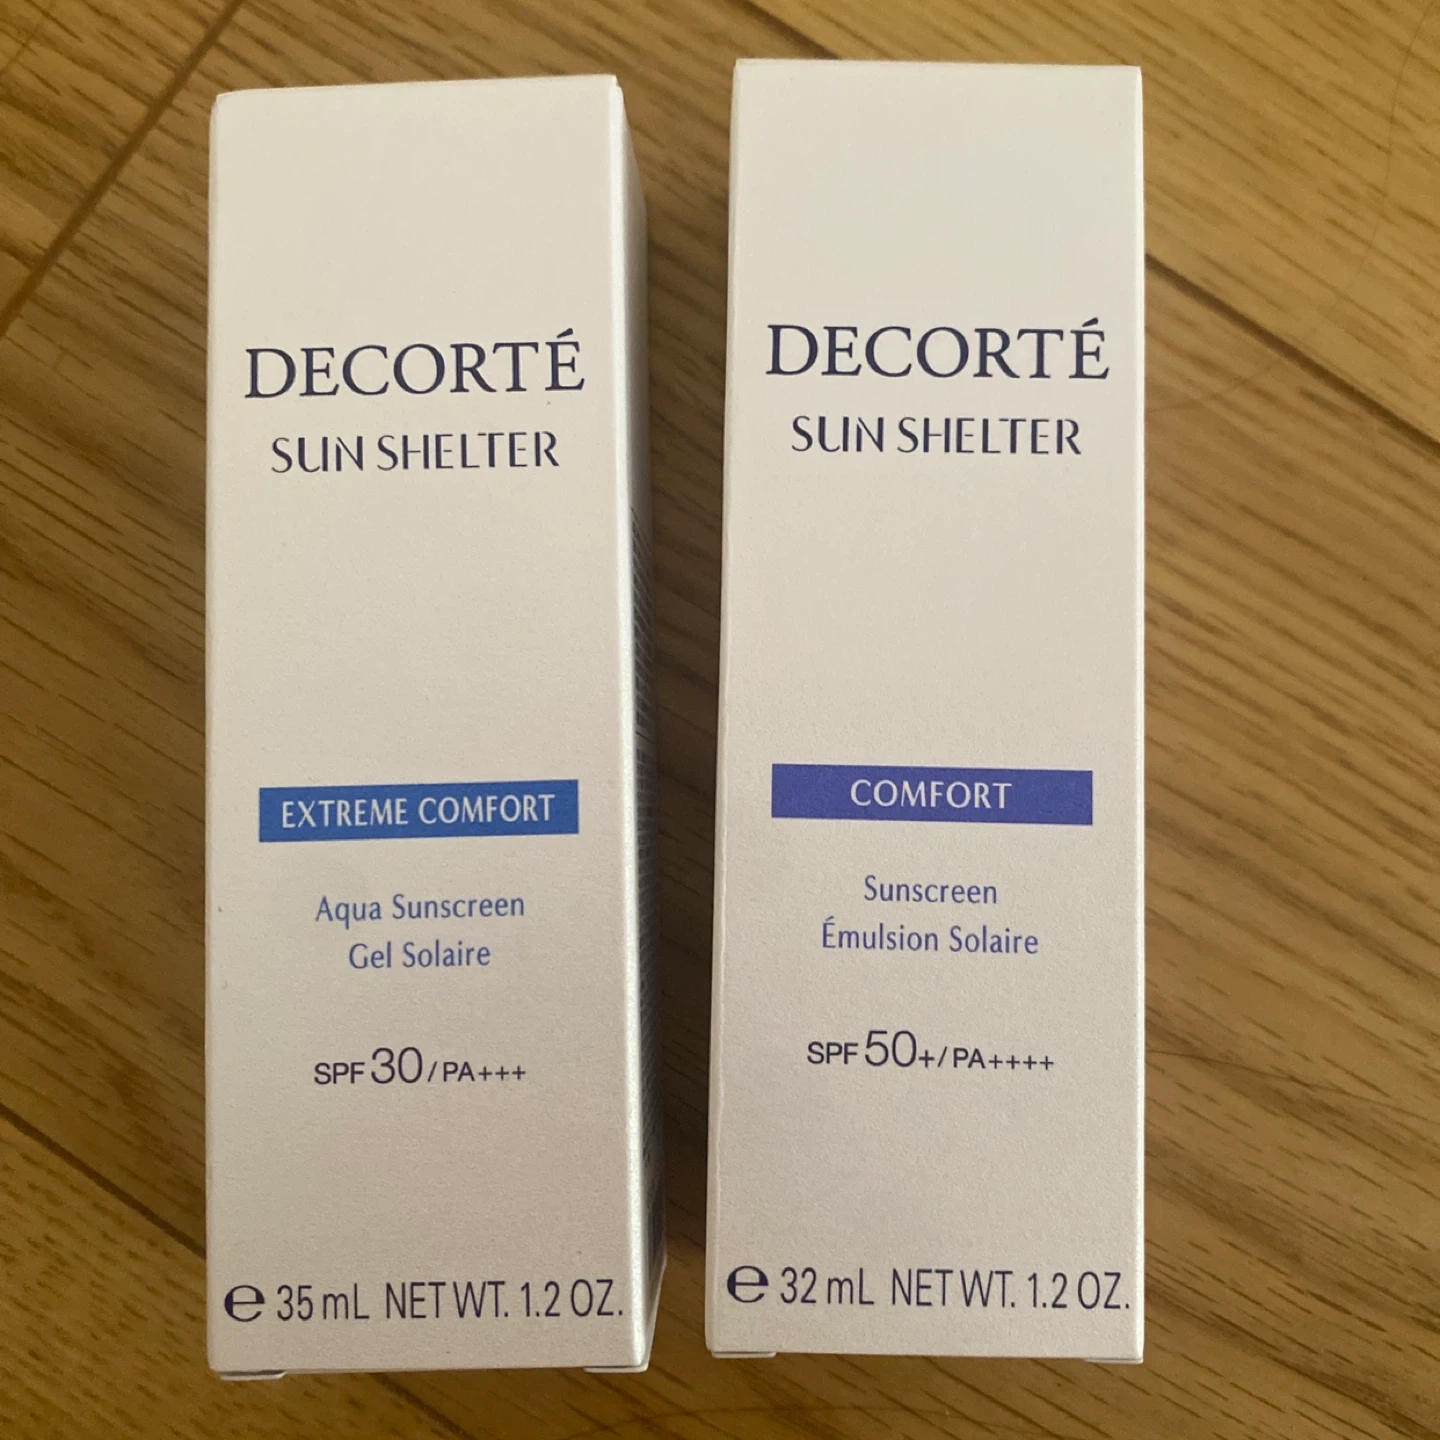 DECORTÉ
SUN SHELTER
EXTREME COMFORT
Aqua Sunscreen
Gel Solaire
SPF 30/PA+++
℮ 35 mL NET WT. 1.2 OZ.
DECORTÉ
SUN SHELTER
COMFORT
Sunscreen
Émulsion Solaire
SPF 50+/PA++++
℮ 32 mL NET WT. 1.2 OZ.